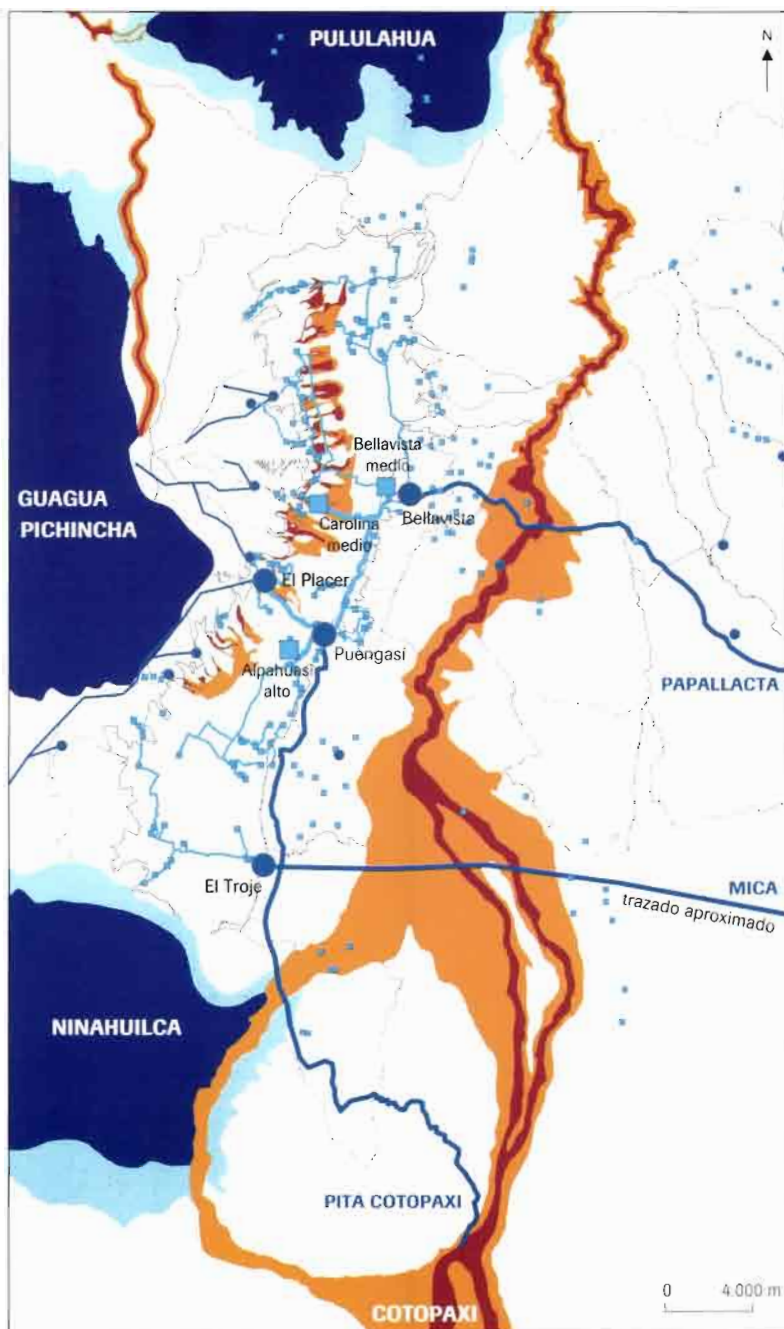 PULULAHUA
N
Bellavista
medio
GUAGUA
PICHINCHA
Carolina
medio
Bellavista
El Placer
Puengasi
Alpahuasi
alto
PAPALLACTA
El Troje
MICA
trazado aproximado
NINAHUILCA
PITA COTOPAXI
0 4.000 m
COTOPAXI